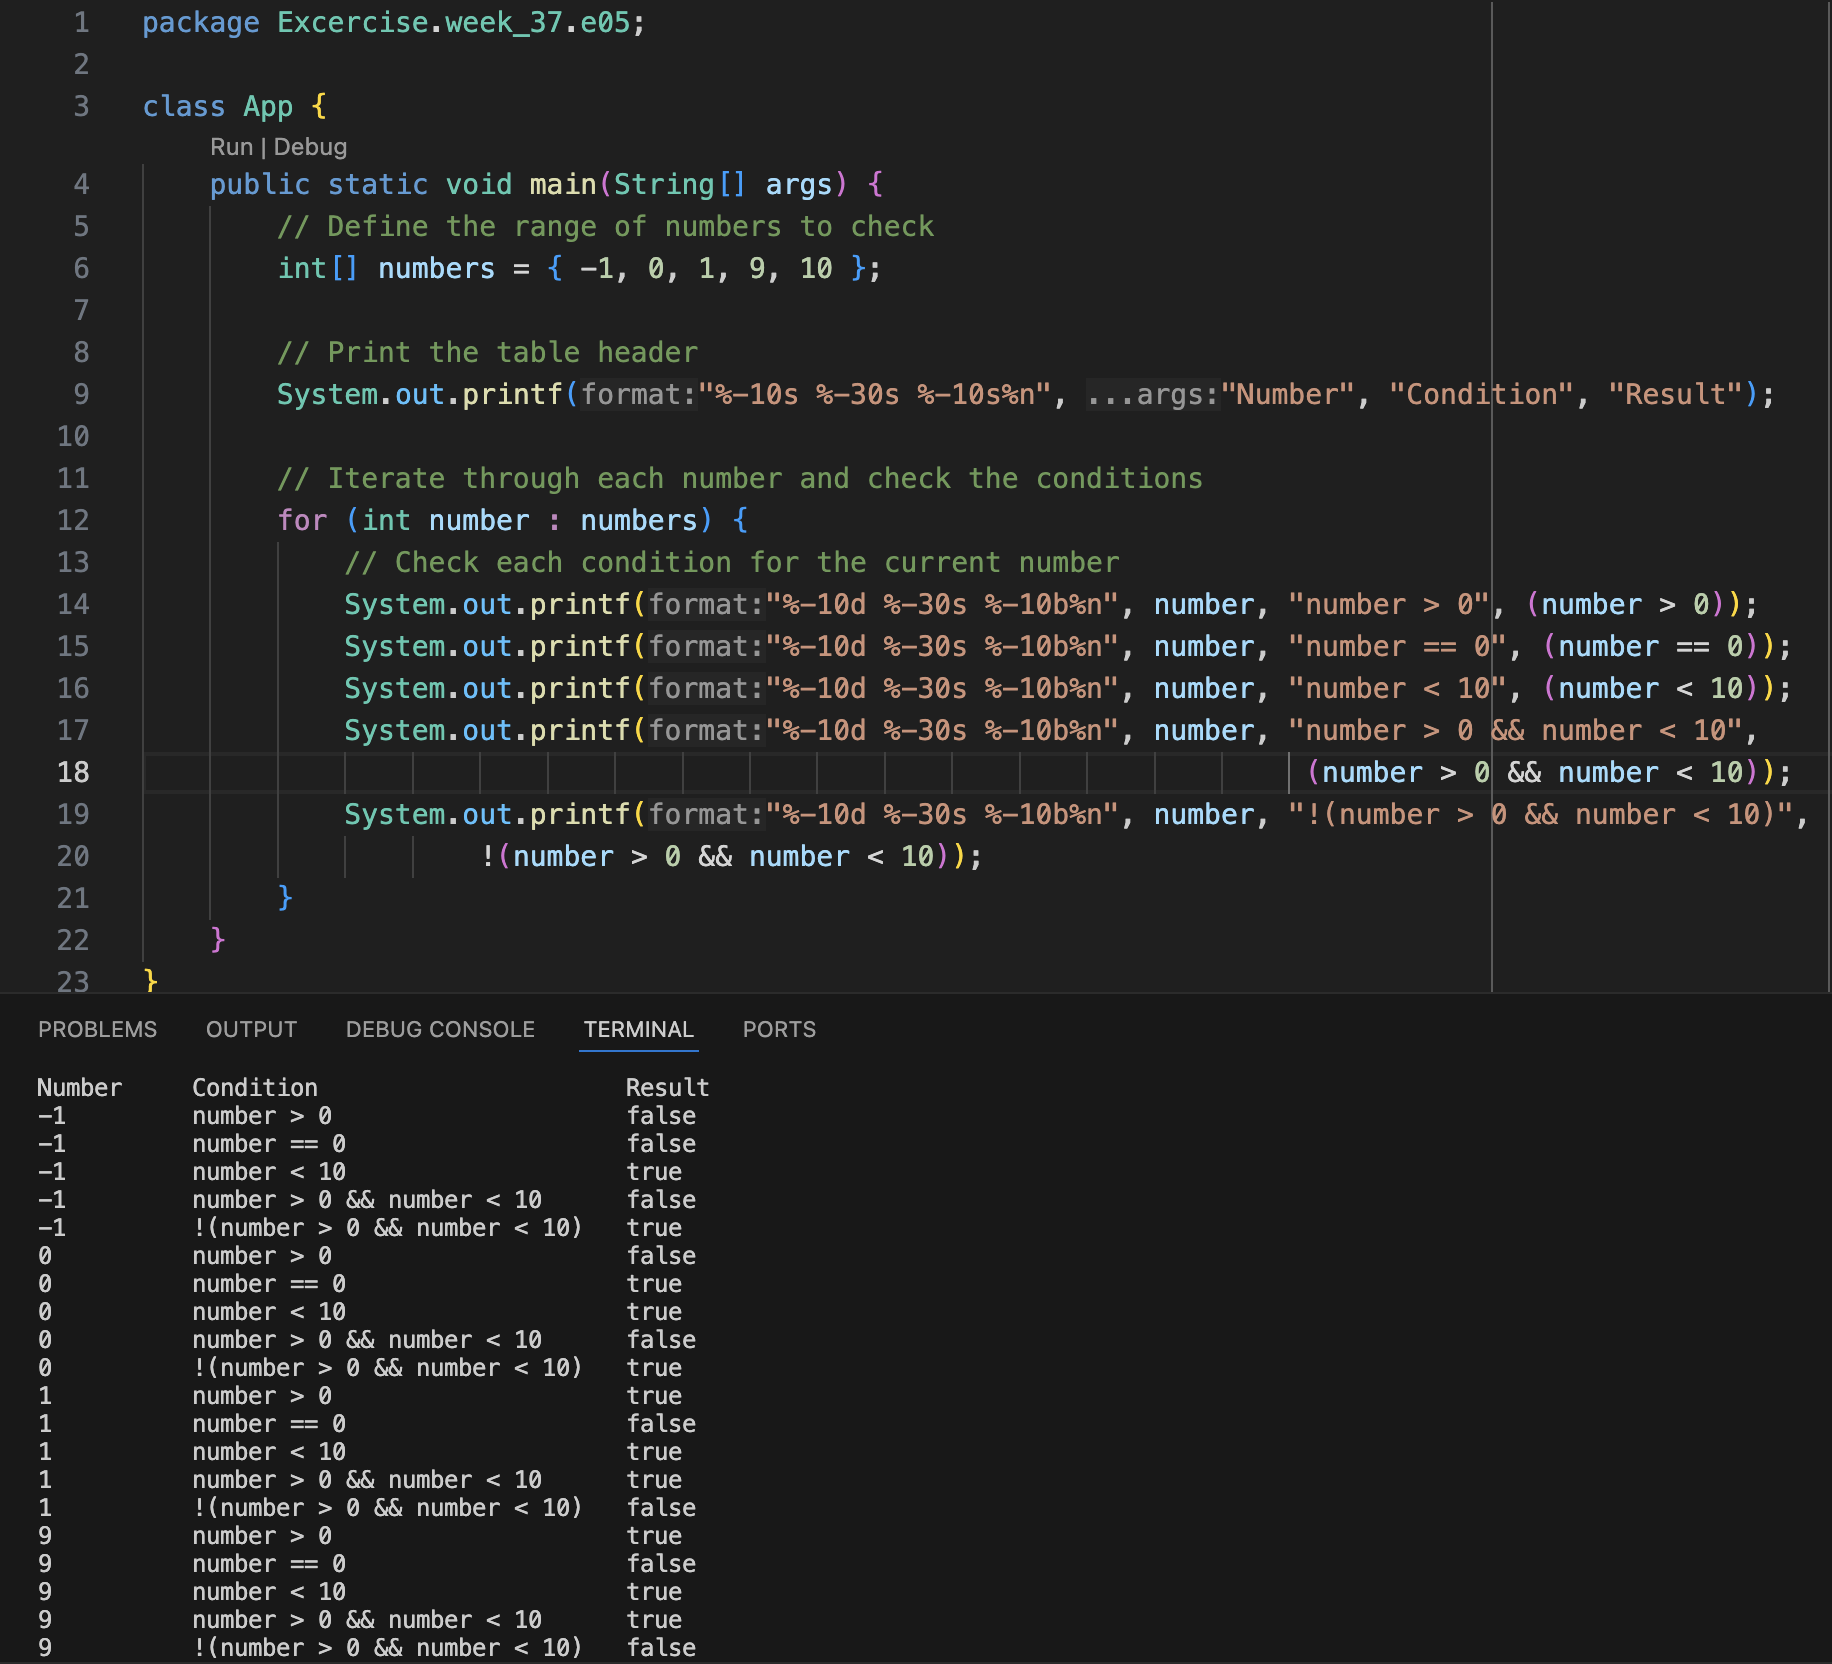 1 package Excercise.week_37.e05;
2
3 class App {
Run | Debug
4 public static void main(String[] args) {
5 // Define the range of numbers to check
6 int[] numbers = { -1, 0, 1, 9, 10 };
7
8 // Print the table header
9 System.out.printf(format:"%-10s %-30s %-10s%n", ...args:"Number", "Condition", "Result");
10
11 // Iterate through each number and check the conditions
12 for (int number : numbers) {
13 // Check each condition for the current number
14 System.out.printf(format:"%-10d %-30s %-10b%n", number, "number > 0", (number > 0));
15 System.out.printf(format:"%-10d %-30s %-10b%n", number, "number == 0", (number == 0));
16 System.out.printf(format:"%-10d %-30s %-10b%n", number, "number < 10", (number < 10));
17 System.out.printf(format:"%-10d %-30s %-10b%n", number, "number > 0 && number < 10",
18 (number > 0 && number < 10));
19 System.out.printf(format:"%-10d %-30s %-10b%n", number, "!(number > 0 && number < 10)",
20 !(number > 0 && number < 10));
21 }
22 }
23 }
PROBLEMS OUTPUT DEBUG CONSOLE TERMINAL PORTS
Number Condition Result
-1 number > 0 false
-1 number == 0 false
-1 number < 10 true
-1 number > 0 && number < 10 false
-1 !(number > 0 && number < 10) true
0 number > 0 false
0 number == 0 true
0 number < 10 true
0 number > 0 && number < 10 false
0 !(number > 0 && number < 10) true
1 number > 0 true
1 number == 0 false
1 number < 10 true
1 number > 0 && number < 10 true
1 !(number > 0 && number < 10) false
9 number > 0 true
9 number == 0 false
9 number < 10 true
9 number > 0 && number < 10 true
9 !(number > 0 && number < 10) false